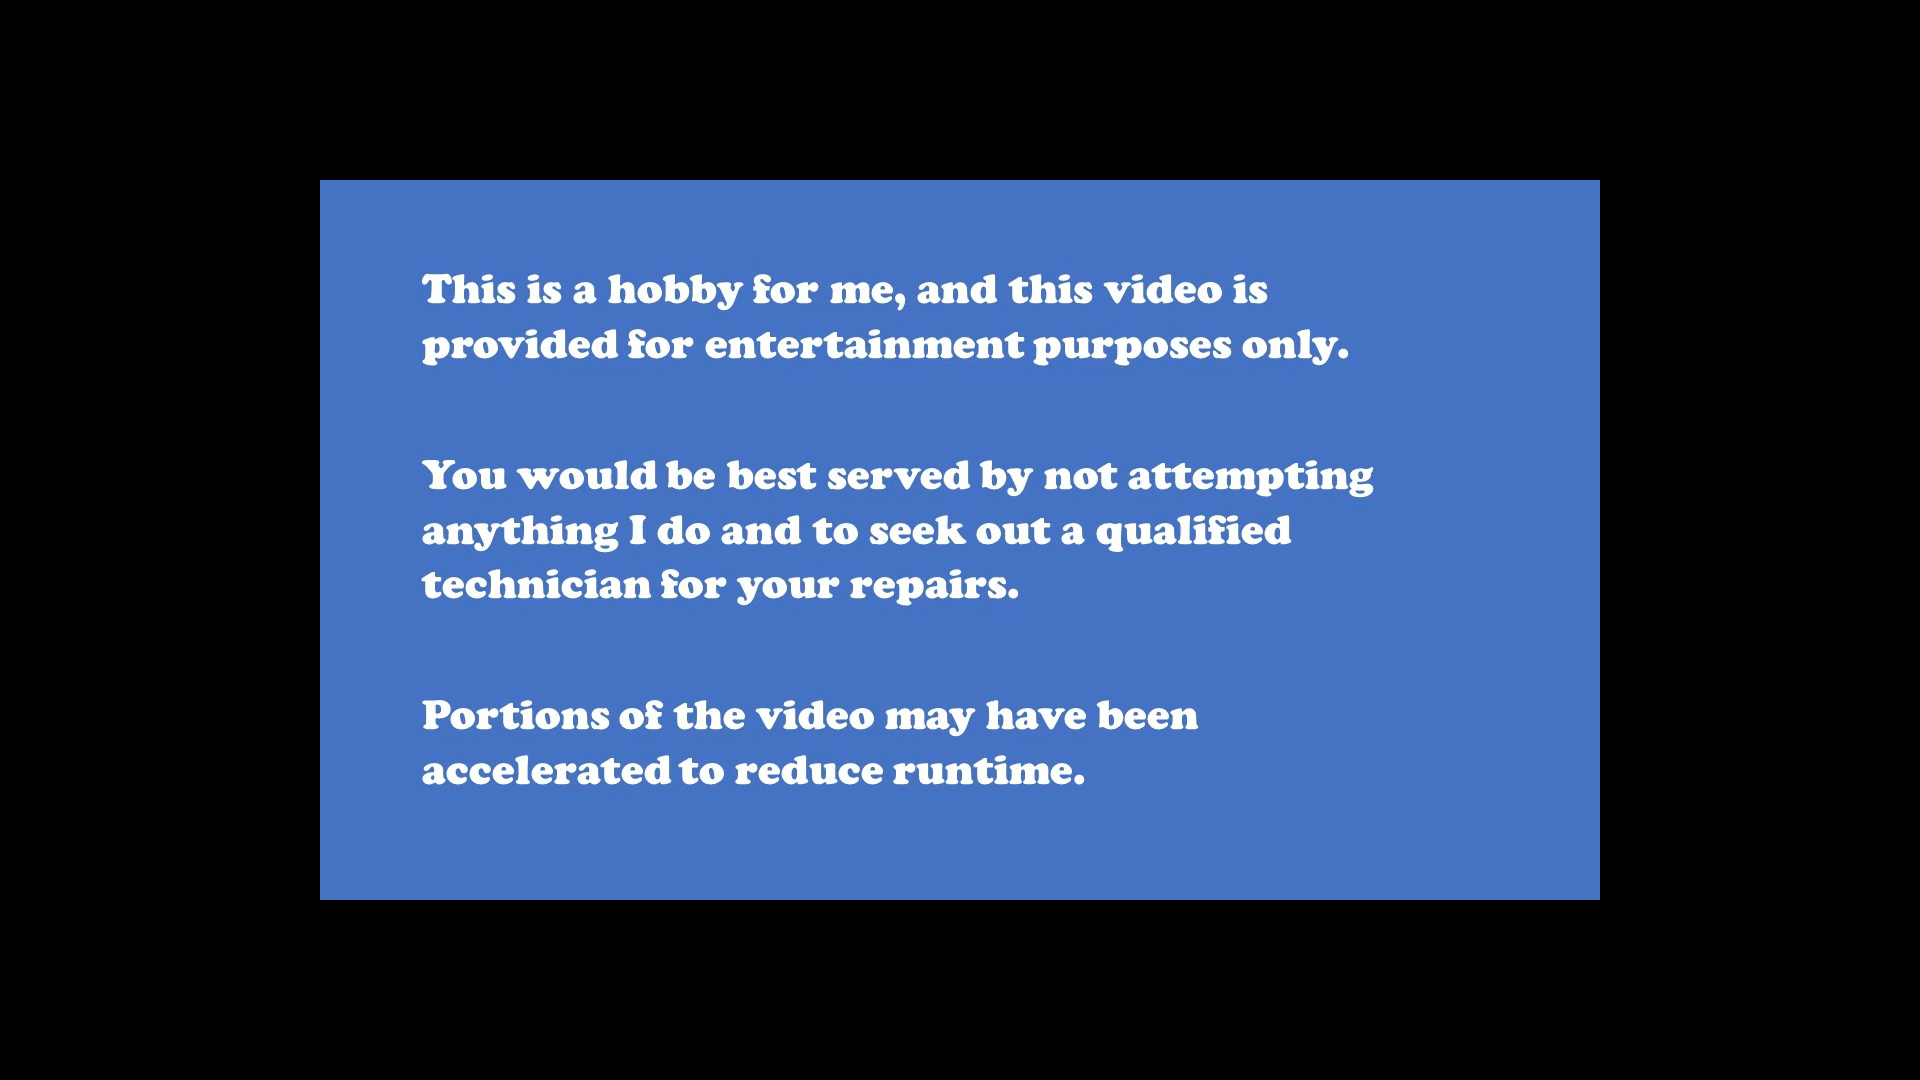 This is a hobby for me, and this video is
provided for entertainment purposes only.
You would be best served by not attempting
anything I do and to seek out a qualified
technician for your repairs.
Portions of the video may have been
accelerated to reduce runtime.